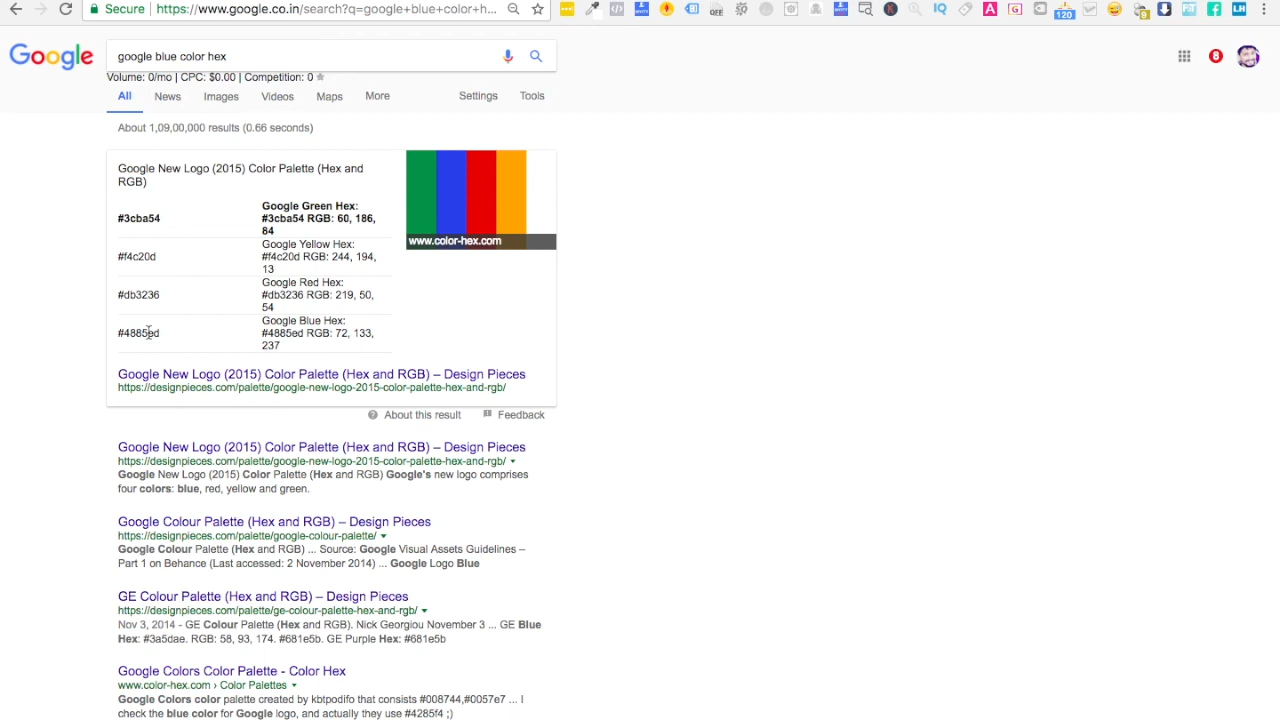 Secure https://www.google.co.in/search?q=google+blue+color+h...
120
9
Google
google blue color hex
8
Volume: 0/mo | CPC: $0.00 | Competition: 0
All News Images Videos Maps More Settings Tools
About 1,09,00,000 results (0.66 seconds)
Google New Logo (2015) Color Palette (Hex and
RGB)
#3cba54
Google Green Hex:
#3cba54 RGB: 60, 186,
84
#f4c20d
Google Yellow Hex:
#f4c20d RGB: 244, 194,
13
#db3236
Google Red Hex:
#db3236 RGB: 219, 50,
54
#4885ed
Google Blue Hex:
#4885ed RGB: 72, 133,
237
www.color-hex.com
Google New Logo (2015) Color Palette (Hex and RGB) – Design Pieces
https://designpieces.com/palette/google-new-logo-2015-color-palette-hex-and-rgb/
About this result Feedback
Google New Logo (2015) Color Palette (Hex and RGB) – Design Pieces
https://designpieces.com/palette/google-new-logo-2015-color-palette-hex-and-rgb/
Google New Logo (2015) Color Palette (Hex and RGB) Google's new logo comprises
four colors: blue, red, yellow and green.
Google Colour Palette (Hex and RGB) – Design Pieces
https://designpieces.com/palette/google-colour-palette/
Google Colour Palette (Hex and RGB) ... Source: Google Visual Assets Guidelines –
Part 1 on Behance (Last accessed: 2 November 2014) ... Google Logo Blue
GE Colour Palette (Hex and RGB) – Design Pieces
https://designpieces.com/palette/ge-colour-palette-hex-and-rgb/
Nov 3, 2014 - GE Colour Palette (Hex and RGB). Nick Georgiou November 3 ... GE Blue
Hex: #3a5dae. RGB: 58, 93, 174. #681e5b. GE Purple Hex: #681e5b
Google Colors Color Palette - Color Hex
www.color-hex.com › Color Palettes
Google Colors color palette created by kbtpodifo that consists #008744,#0057e7 ... I
check the blue color for Google logo, and actually they use #4285f4 ;)